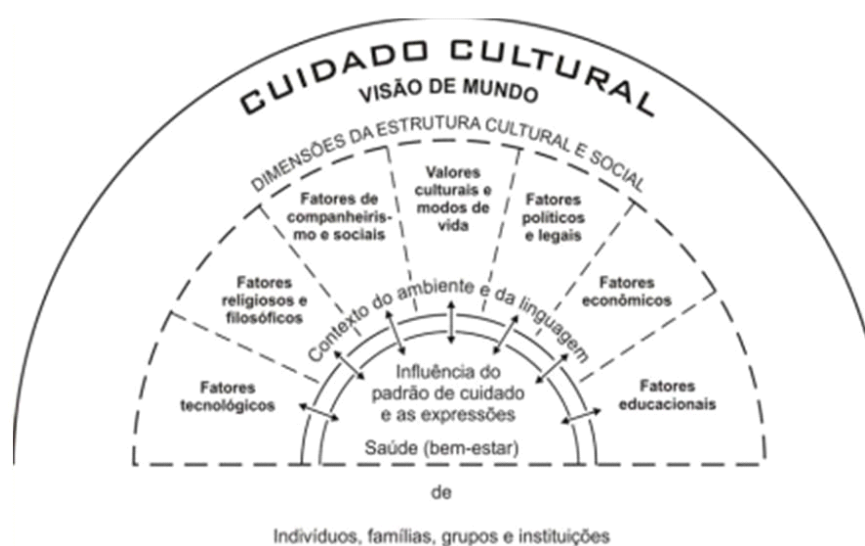 CUIDADO CULTURAL
VISÃO DE MUNDO
DIMENSÕES DA ESTRUTURA CULTURAL E SOCIAL
Fatores
tecnológicos
Fatores
religiosos e
filosóficos
Fatores de
companheiris-
mo e sociais
Valores
culturais e
modos de
vida
Fatores
políticos
e legais
Fatores
econômicos
Fatores
educacionais
Contexto do ambiente e da linguagem
Influência do
padrão de cuidado
e as expressões
Saúde (bem-estar)
de
Indivíduos, famílias, grupos e instituições